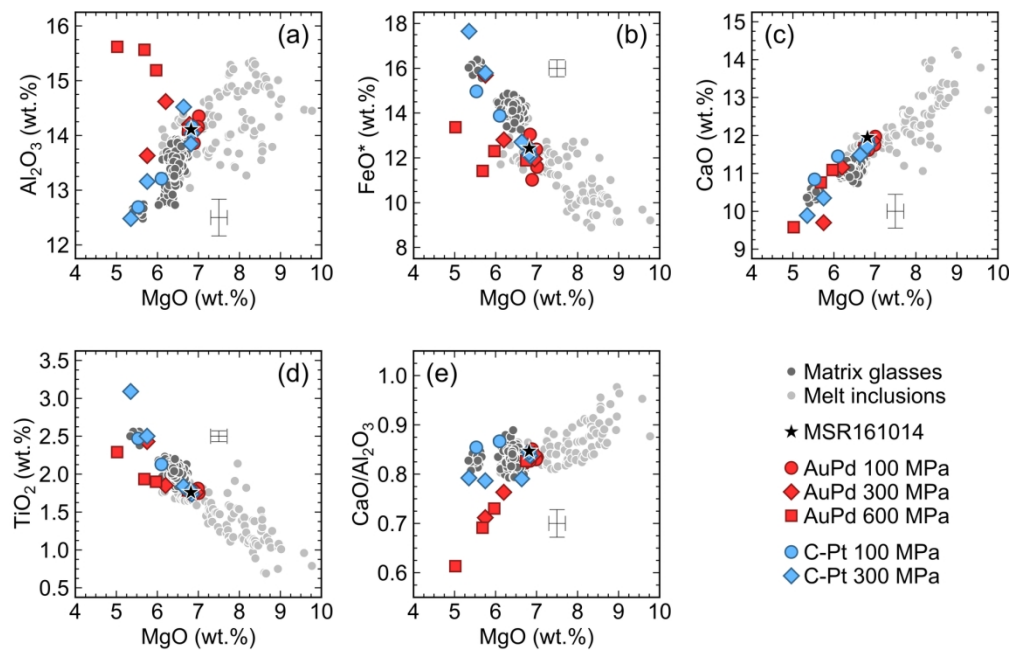 (a)
Al₂O₃ (wt.%)
16
15
14
13
12
4 5 6 7 8 9 10
MgO (wt.%)
(b)
FeO* (wt.%)
18
16
14
12
10
8
4 5 6 7 8 9 10
MgO (wt.%)
(c)
CaO (wt.%)
15
14
13
12
11
10
9
4 5 6 7 8 9 10
MgO (wt.%)
(d)
TiO₂ (wt.%)
3.5
3.0
2.5
2.0
1.5
1.0
0.5
4 5 6 7 8 9 10
MgO (wt.%)
(e)
CaO/Al₂O₃
1.0
0.9
0.8
0.7
0.6
4 5 6 7 8 9 10
MgO (wt.%)
Matrix glasses
Melt inclusions
MSR161014
AuPd 100 MPa
AuPd 300 MPa
AuPd 600 MPa
C-Pt 100 MPa
C-Pt 300 MPa